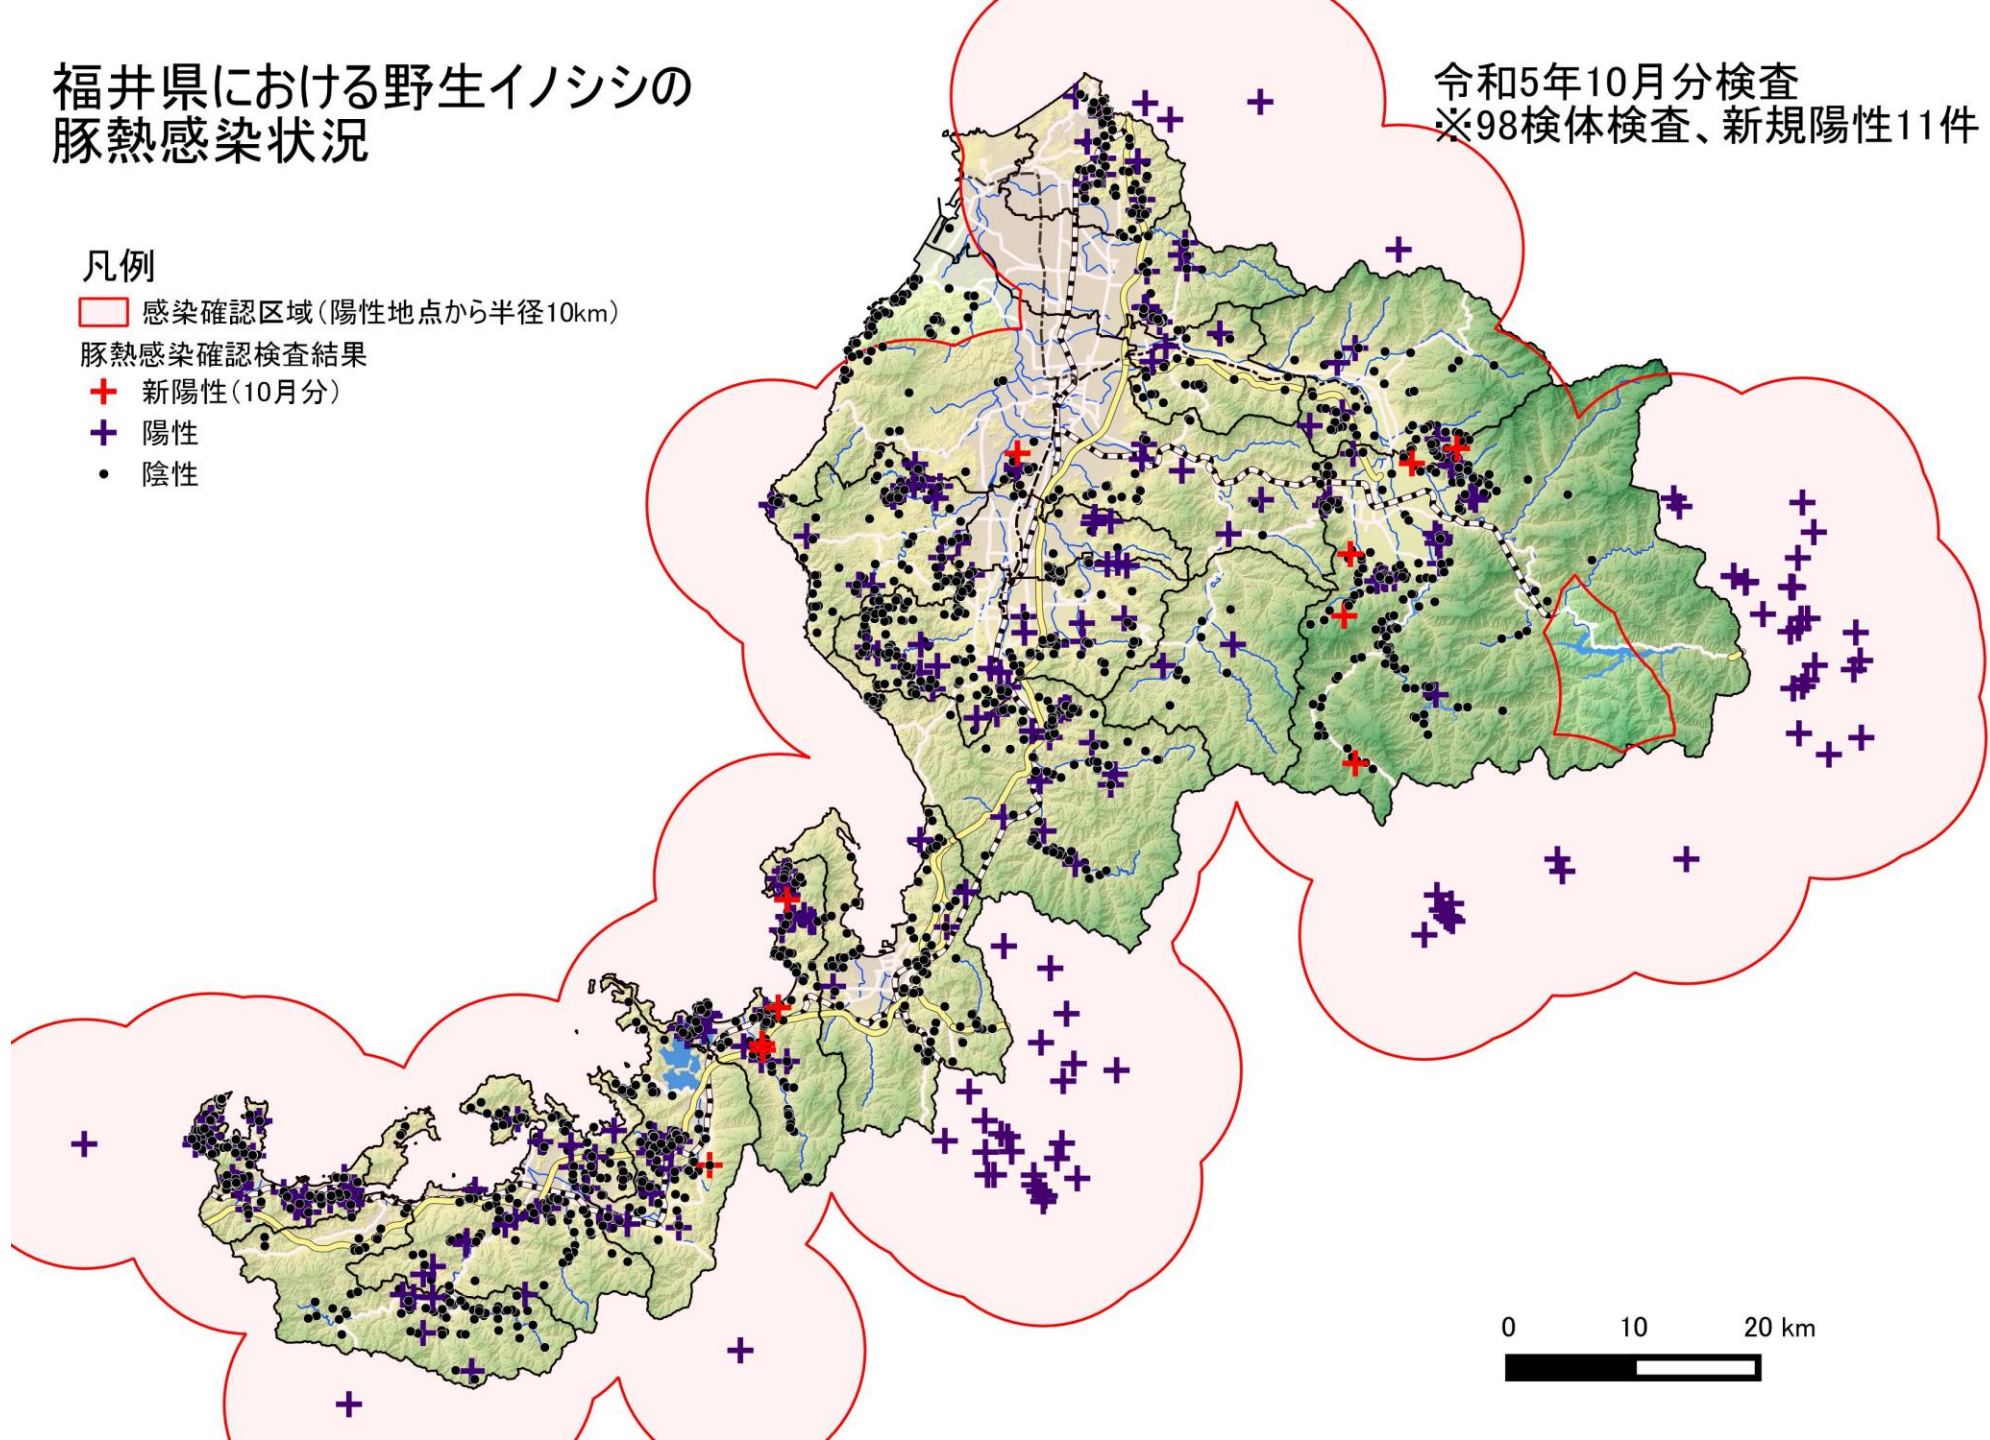 福井県における野生イノシシの
豚熱感染状況
令和5年10月分検査
※98検体検査、新規陽性11件
凡例
感染確認区域(陽性地点から半径10km)
豚熱感染確認検査結果
新陽性(10月分)
陽性
陰性
0 10 20 km